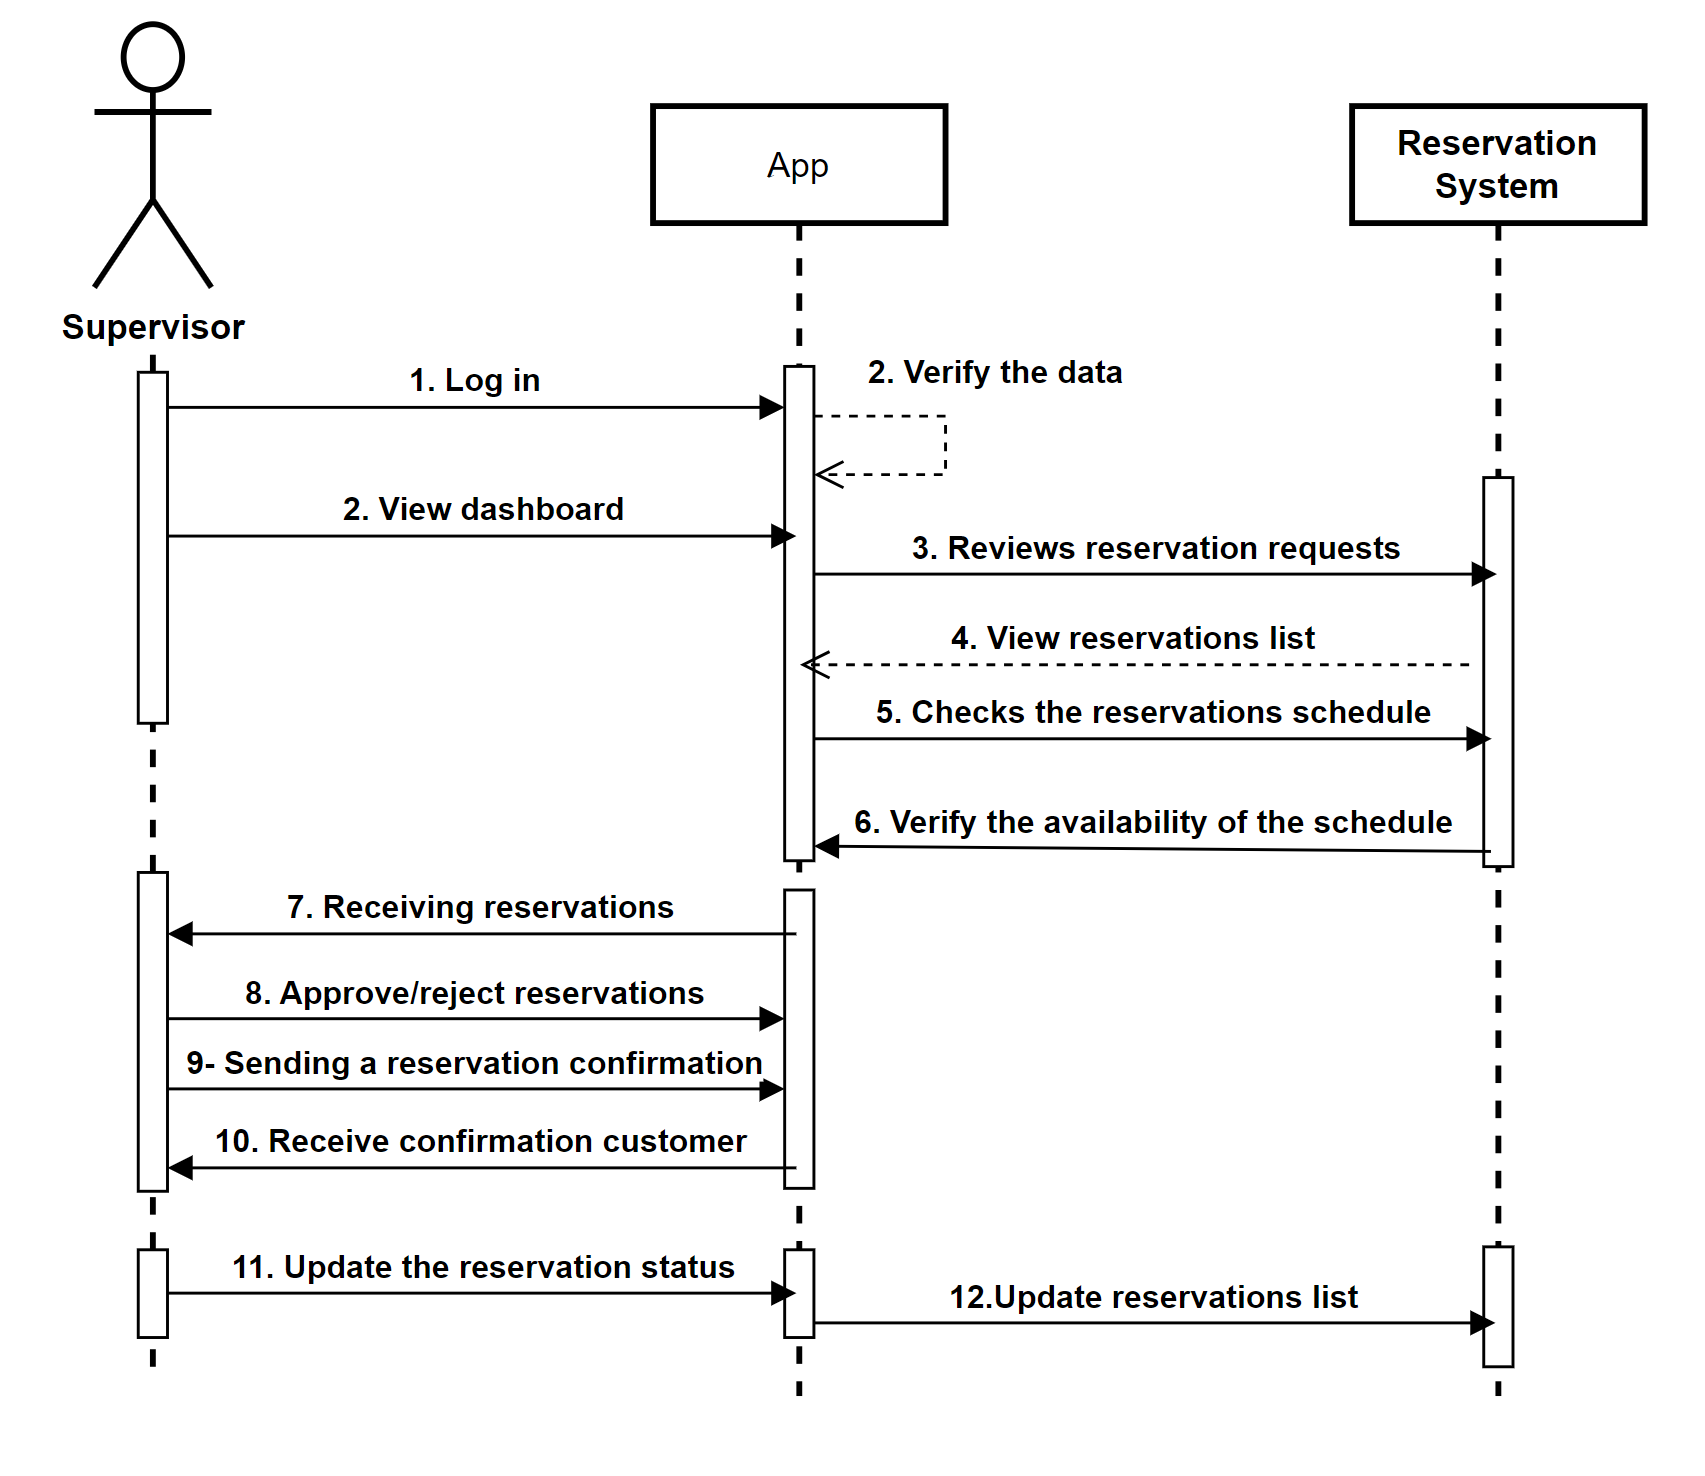 App
Reservation
System
Supervisor
1. Log in
2. Verify the data
2. View dashboard
3. Reviews reservation requests
4. View reservations list
5. Checks the reservations schedule
6. Verify the availability of the schedule
7. Receiving reservations
8. Approve/reject reservations
9- Sending a reservation confirmation
10. Receive confirmation customer
11. Update the reservation status
12.Update reservations list